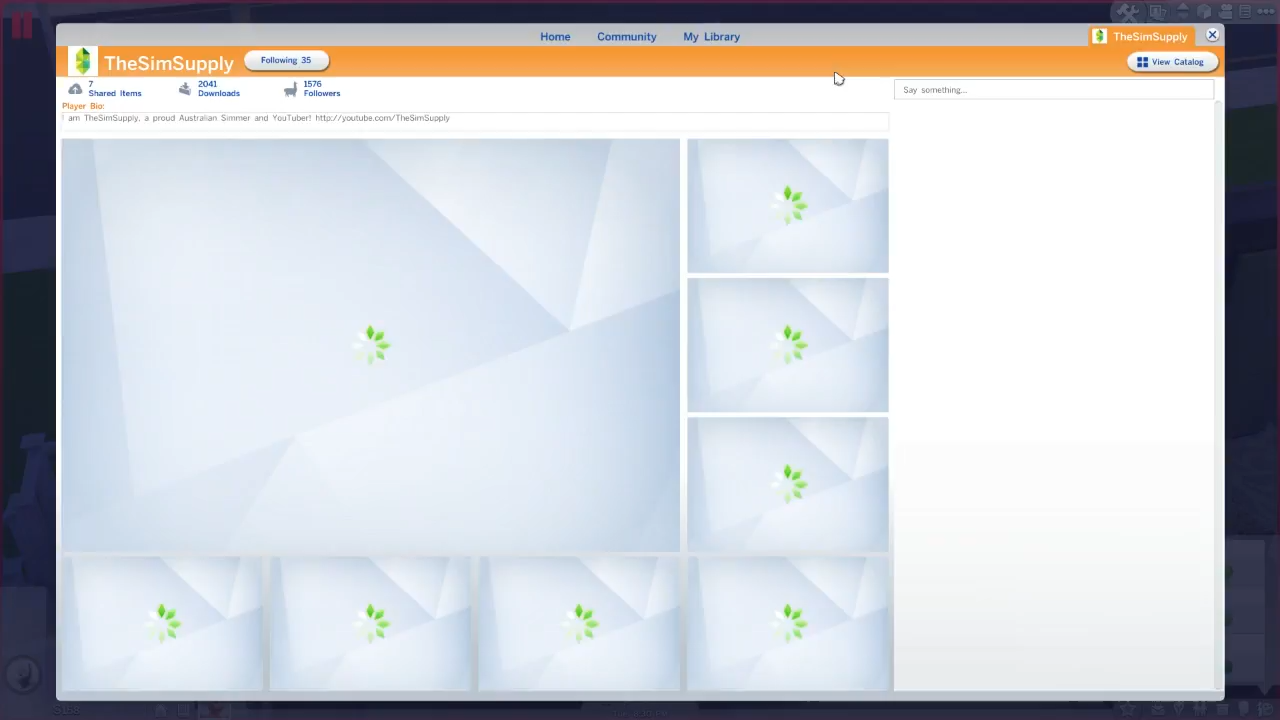 Home Community My Library TheSimSupply
TheSimSupply Following 35 View Catalog
7 Shared Items
2041 Downloads
1576 Followers
Say something...
Player Bio:
I am TheSimSupply, a proud Australian Simmer and YouTuber! http://youtube.com/TheSimSupply